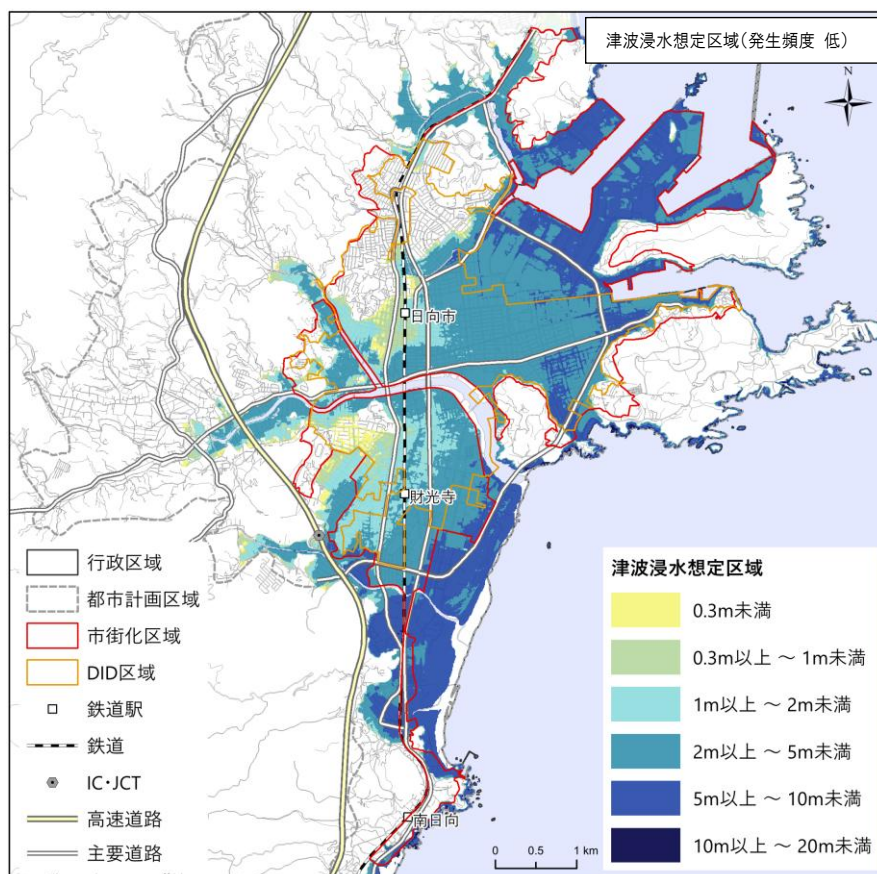 津波浸水想定区域(発生頻度 低)
N
日向市
財光寺
南日向
行政区域
都市計画区域
市街化区域
DID区域
鉄道駅
鉄道
IC・JCT
高速道路
主要道路
津波浸水想定区域
0.3m未満
0.3m以上 ～ 1m未満
1m以上 ～ 2m未満
2m以上 ～ 5m未満
5m以上 ～ 10m未満
10m以上 ～ 20m未満
0 0.5 1 km